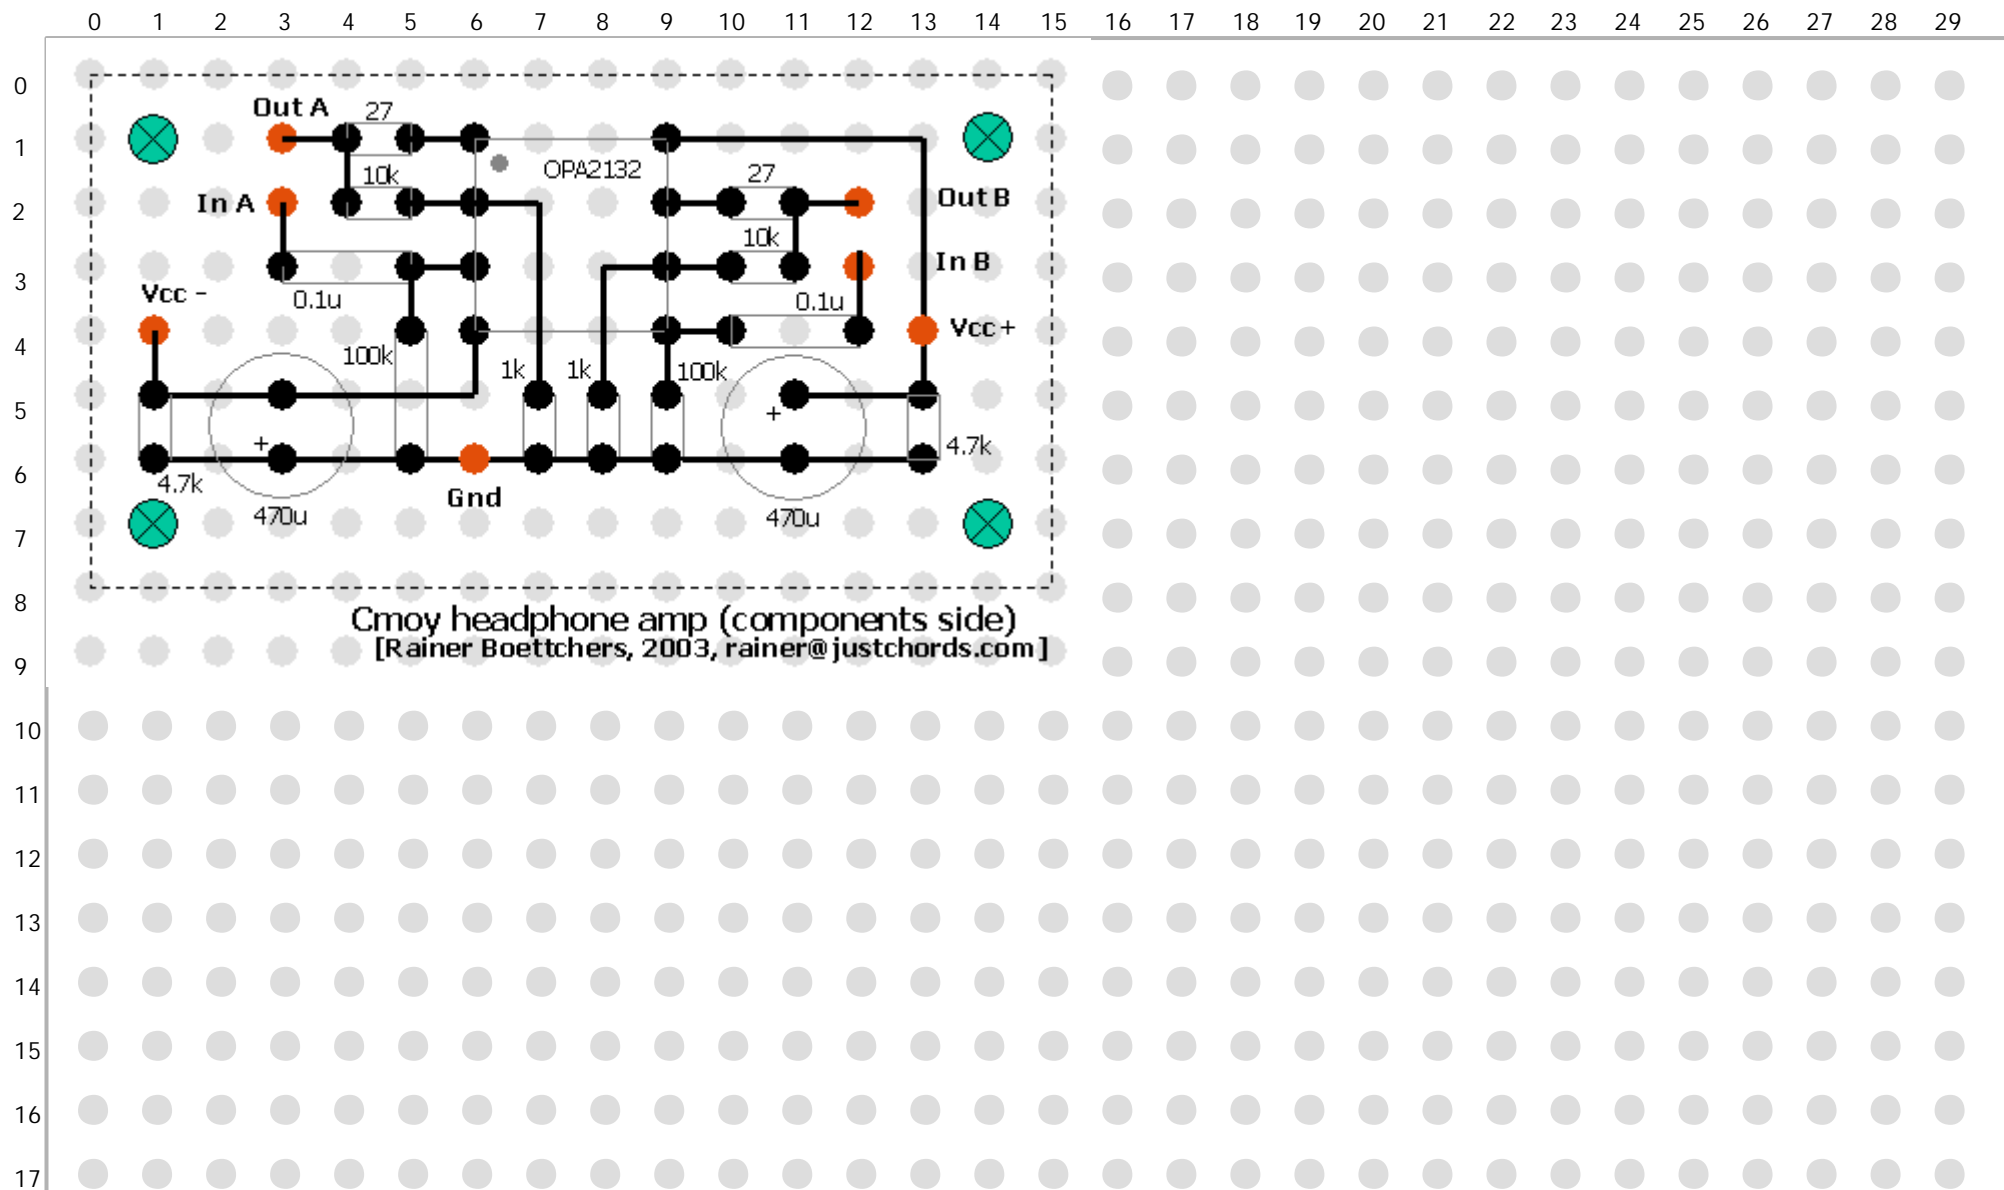 0 1 2 3 4 5 6 7 8 9 10 11 12 13 14 15 16 17 18 19 20 21 22 23 24 25 26 27 28 29
0
Out A 27
1
OPA2132
10k 27
In A Out B
2
10k
In B
3
Vcc - 0.1u 0.1u
Vcc+
4
100k 1k 1k 100k
5
+ +
4.7k
6
4.7k Gnd
470u 470u
7
8
Cmoy headphone amp (components side)
[Rainer Boettchers, 2003, rainer@justchords.com]
9
10
11
12
13
14
15
16
17